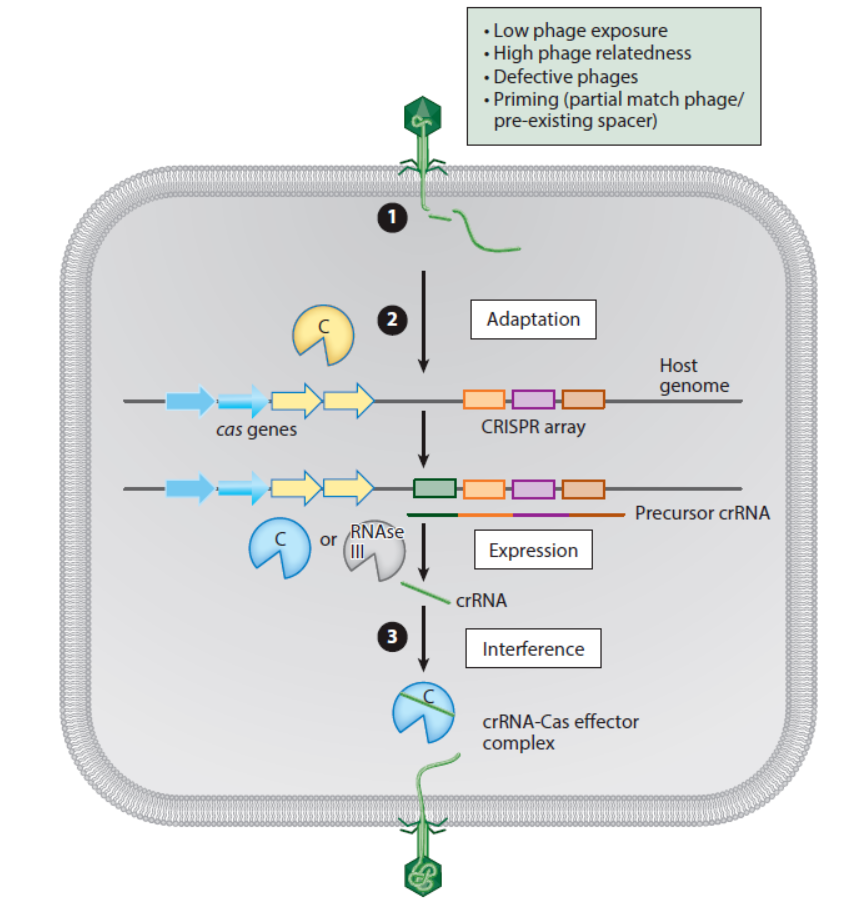 • Low phage exposure
• High phage relatedness
• Defective phages
• Priming (partial match phage/
pre-existing spacer)
1
2
C
Adaptation
Host
genome
cas genes
CRISPR array
Precursor crRNA
C
or
RNAse
III
Expression
crRNA
3
Interference
C
crRNA-Cas effector
complex